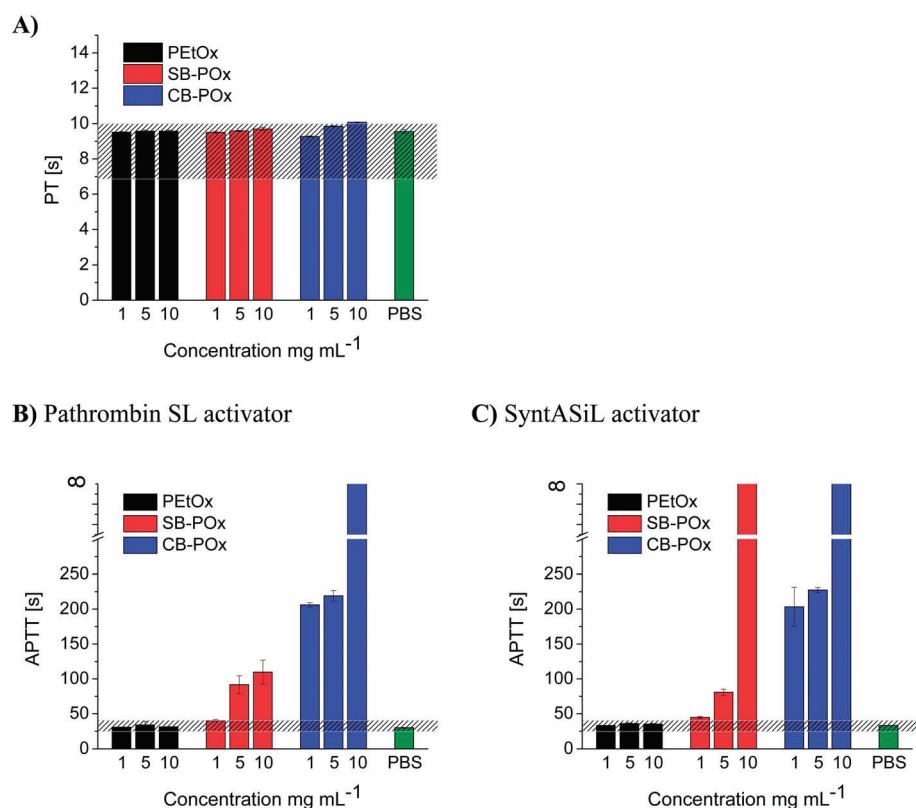 A)
PEtOx
SB-POx
CB-POx
14
12
10
8
6
4
2
0
PT [s]
1 5 10 1 5 10 1 5 10 PBS
Concentration mg mL-1
B) Pathrombin SL activator
∞
PEtOx
SB-POx
CB-POx
250
200
150
100
50
0
APTT [s]
1 5 10 1 5 10 1 5 10 PBS
Concentration mg mL-1
C) SyntASiL activator
∞
PEtOx
SB-POx
CB-POx
250
200
150
100
50
0
APTT [s]
1 5 10 1 5 10 1 5 10 PBS
Concentration mg mL-1